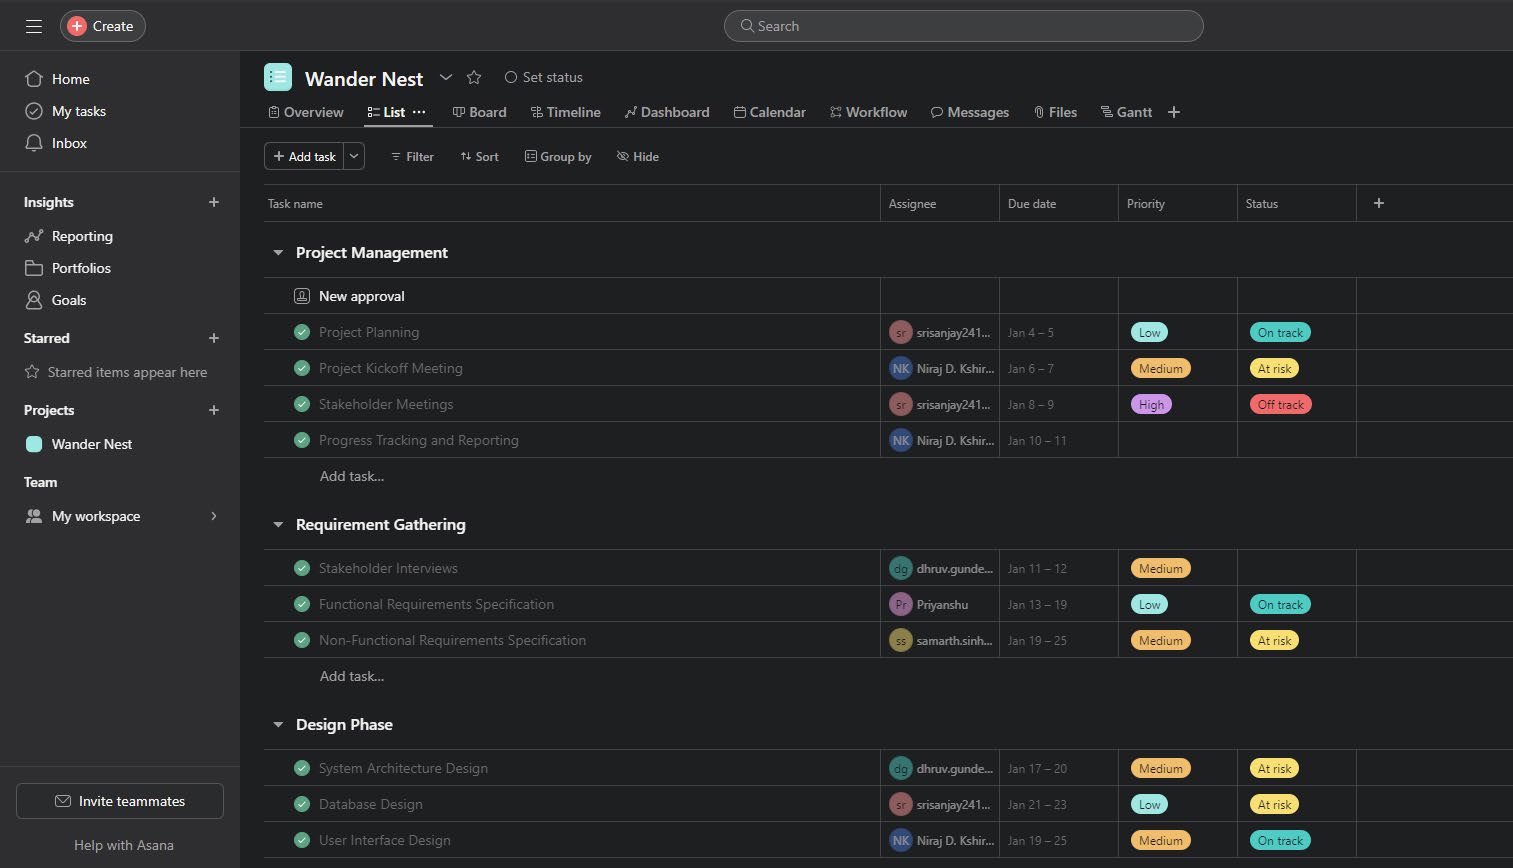 Create
Search
Home
My tasks
Inbox
Insights
Reporting
Portfolios
Goals
Starred
Starred items appear here
Projects
Wander Nest
Team
My workspace
Invite teammates
Help with Asana
Wander Nest Set status
Overview List Board Timeline Dashboard Calendar Workflow Messages Files Gantt
Add task Filter Sort Group by Hide
Task name Assignee Due date Priority Status
Project Management
New approval
Project Planning sr srisanjay241... Jan 4 – 5 Low On track
Project Kickoff Meeting NK Niraj D. Kshir... Jan 6 – 7 Medium At risk
Stakeholder Meetings sr srisanjay241... Jan 8 – 9 High Off track
Progress Tracking and Reporting NK Niraj D. Kshir... Jan 10 – 11
Add task...
Requirement Gathering
Stakeholder Interviews dg dhruv.gunde... Jan 11 – 12 Medium
Functional Requirements Specification Pr Priyanshu Jan 13 – 19 Low On track
Non-Functional Requirements Specification ss samarth.sinh... Jan 19 – 25 Medium At risk
Add task...
Design Phase
System Architecture Design dg dhruv.gunde... Jan 17 – 20 Medium At risk
Database Design sr srisanjay241... Jan 21 – 23 Low At risk
User Interface Design NK Niraj D. Kshir... Jan 19 – 25 Medium On track